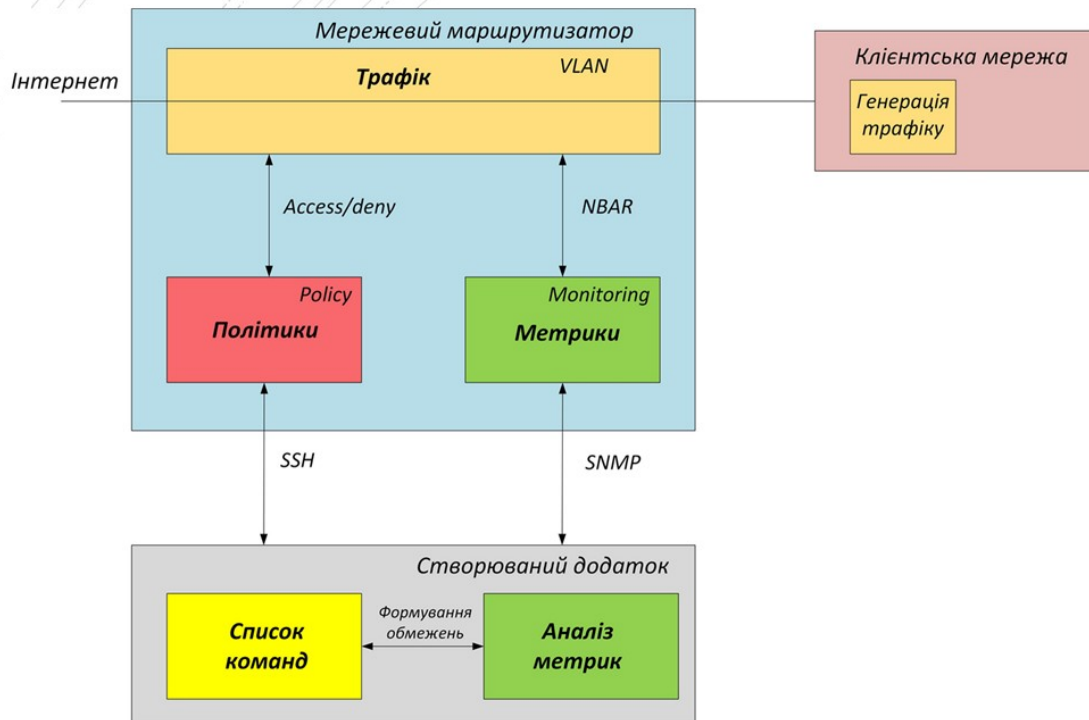 Мережевий маршрутизатор
Інтернет
Трафік
VLAN
Клієнтська мережа
Генерація
трафіку
Access/deny
NBAR
Policy
Політики
Monitoring
Метрики
SSH
SNMP
Створюваний додаток
Список
команд
Формування
обмежень
Аналіз
метрик